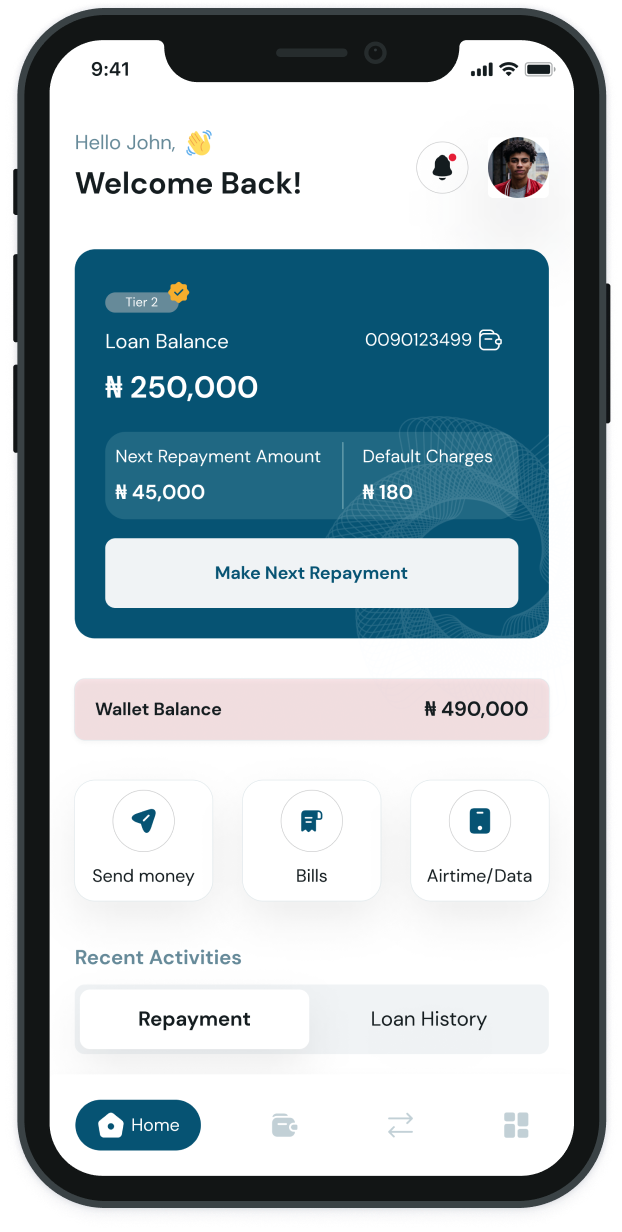 9:41
Hello John, 👋
Welcome Back!
Tier 2
Loan Balance
0090123499
₦ 250,000
Next Repayment Amount
Default Charges
₦ 45,000
₦ 180
Make Next Repayment
Wallet Balance
₦ 490,000
Send money
Bills
Airtime/Data
Recent Activities
Repayment
Loan History
Home